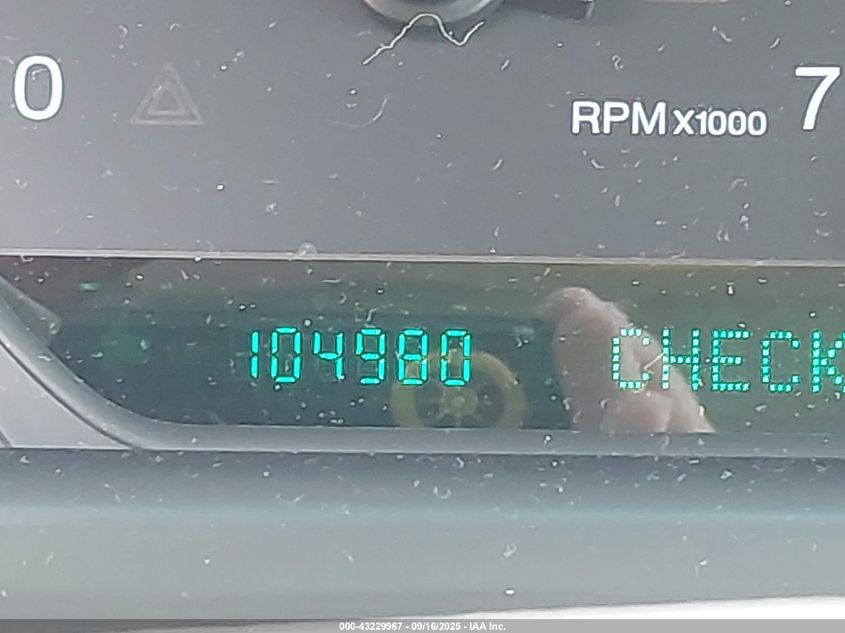 0 RPM x1000 7
104980 CHECK
000-43229967 - 09/16/2025 - IAA Inc.